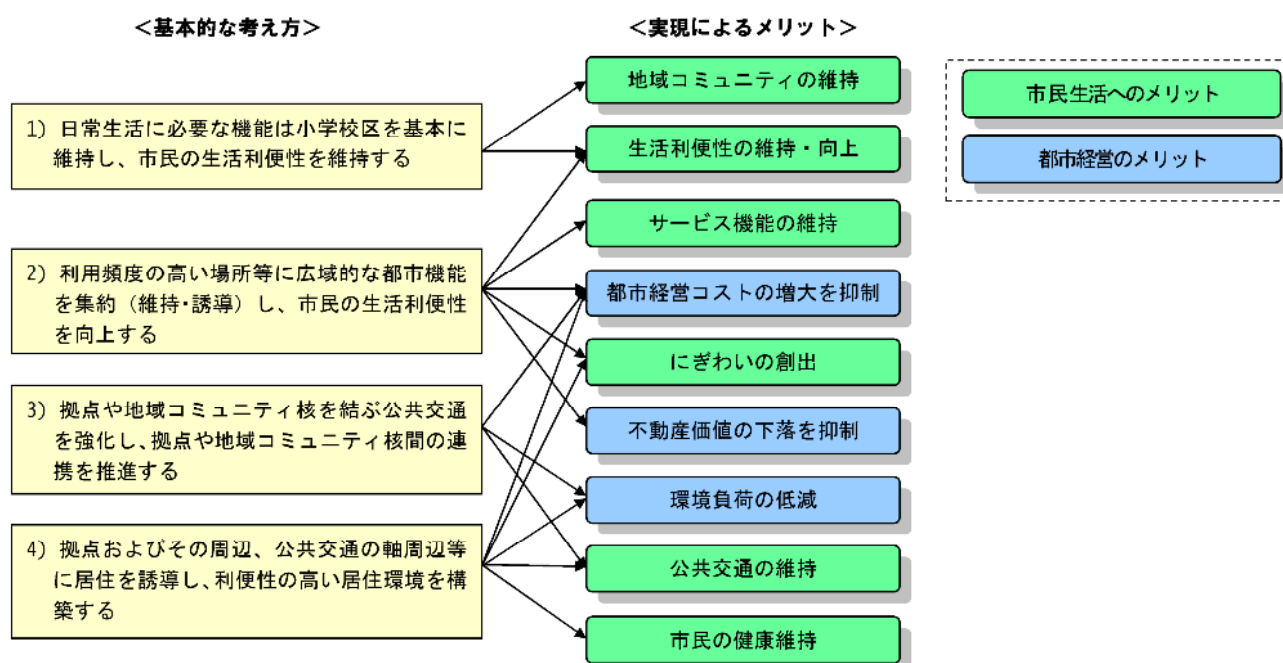 ＜基本的な考え方＞
＜実現によるメリット＞
1）日常生活に必要な機能は小学校区を基本に
維持し、市民の生活利便性を維持する
2）利用頻度の高い場所等に広域的な都市機能
を集約（維持・誘導）し、市民の生活利便性
を向上する
3）拠点や地域コミュニティ核を結ぶ公共交通
を強化し、拠点や地域コミュニティ核間の連
携を推進する
4）拠点およびその周辺、公共交通の軸周辺等
に居住を誘導し、利便性の高い居住環境を構
築する
地域コミュニティの維持
生活利便性の維持・向上
サービス機能の維持
都市経営コストの増大を抑制
にぎわいの創出
不動産価値の下落を抑制
環境負荷の低減
公共交通の維持
市民の健康維持
市民生活へのメリット
都市経営のメリット